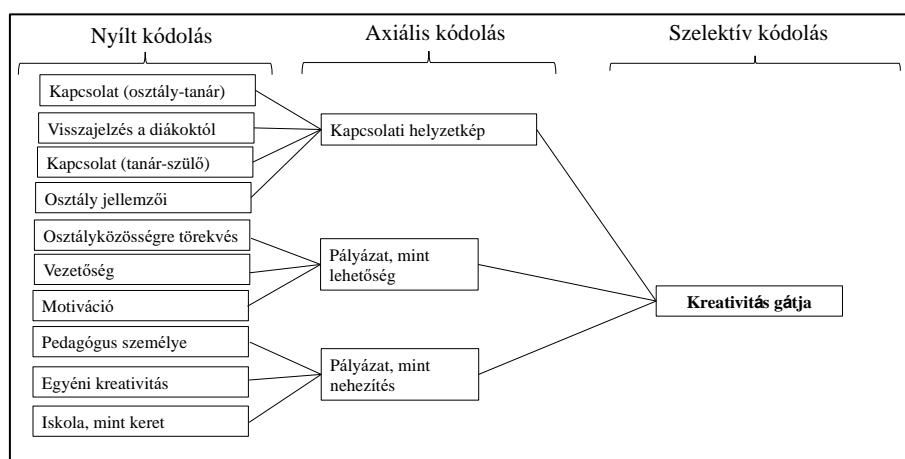 Nyílt kódolás
Axiális kódolás
Szelektív kódolás
Kapcsolat (osztály-tanár)
Visszajelzés a diákoktól
Kapcsolat (tanár-szülő)
Osztály jellemzői
Osztályközösségre törekvés
Vezetőség
Motiváció
Pedagógus személye
Egyéni kreativitás
Iskola, mint keret
Kapcsolati helyzetkép
Pályázat, mint
lehetőség
Pályázat, mint
nehezítés
Kreativitás gátja